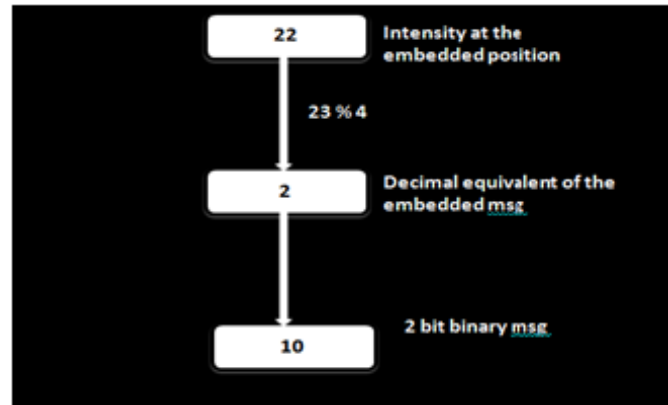 22
Intensity at the
embedded position
23 % 4
2
Decimal equivalent of the
embedded msg
2 bit binary msg
10